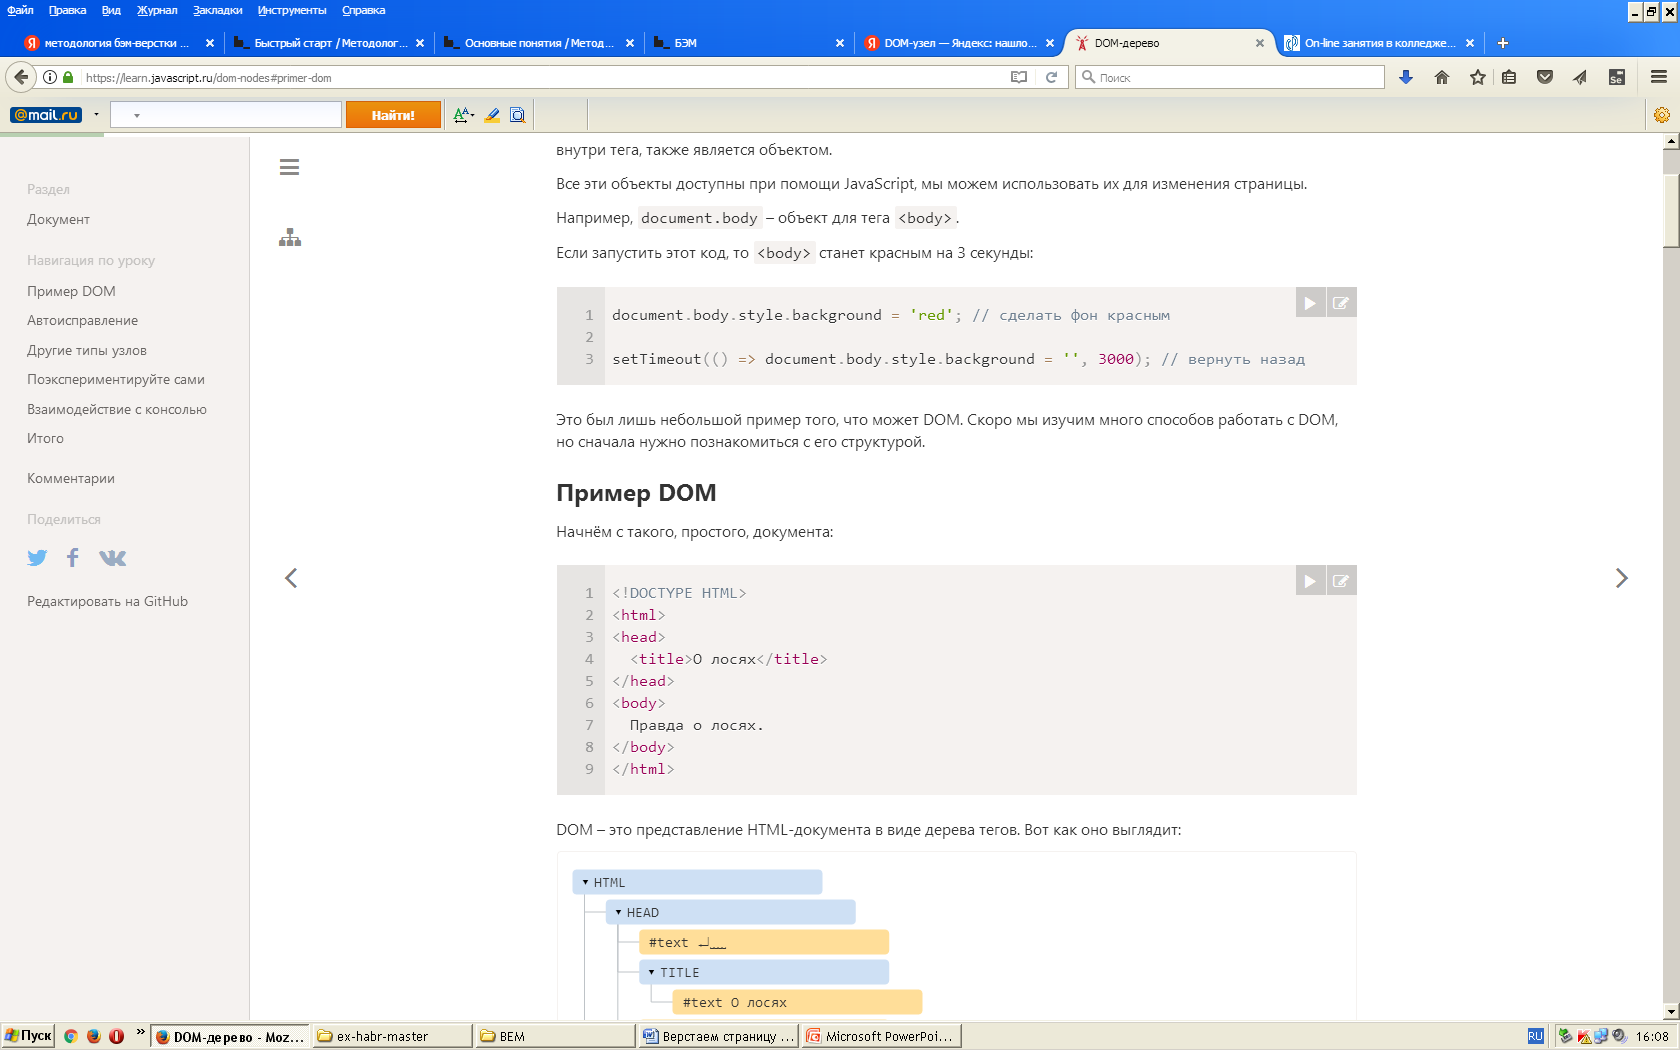 Файл Правка Вид Журнал Закладки Инструменты Справка
методология бэм-верстки ... Быстрый старт / Методолог... Основные понятия / Метод... БЭМ DOM-узел — Яндекс: нашло... DOM-дерево On-line занятия в колледже...
https://learn.javascript.ru/dom-nodes#primer-dom Поиск
@mail.ru Найти!
внутри тега, также является объектом.
Раздел
Все эти объекты доступны при помощи JavaScript, мы можем использовать их для изменения страницы.
Документ
Например, document.body – объект для тега <body>.
Навигация по уроку
Если запустить этот код, то <body> станет красным на 3 секунды:
Пример DOM
Автоисправление
Другие типы узлов
Поэкспериментируйте сами
Взаимодействие с консолью
Итого
Комментарии
Поделиться
Редактировать на GitHub
1 document.body.style.background = 'red'; // сделать фон красным
2
3 setTimeout(() => document.body.style.background = '', 3000); // вернуть назад
Это был лишь небольшой пример того, что может DOM. Скоро мы изучим много способов работать с DOM,
но сначала нужно познакомиться с его структурой.
Пример DOM
Начнём с такого, простого, документа:
1 <!DOCTYPE HTML>
2 <html>
3 <head>
4 <title>О лосях</title>
5 </head>
6 <body>
7 Правда о лосях.
8 </body>
9 </html>
DOM – это представление HTML-документа в виде дерева тегов. Вот как оно выглядит:
▾ HTML
▾ HEAD
#text ↵␣␣
▾ TITLE
#text О лосях
Пуск » DOM-дерево - Moz... ex-habr-master BEM Верстаем страницу ... Microsoft PowerPoi... RU 16:08